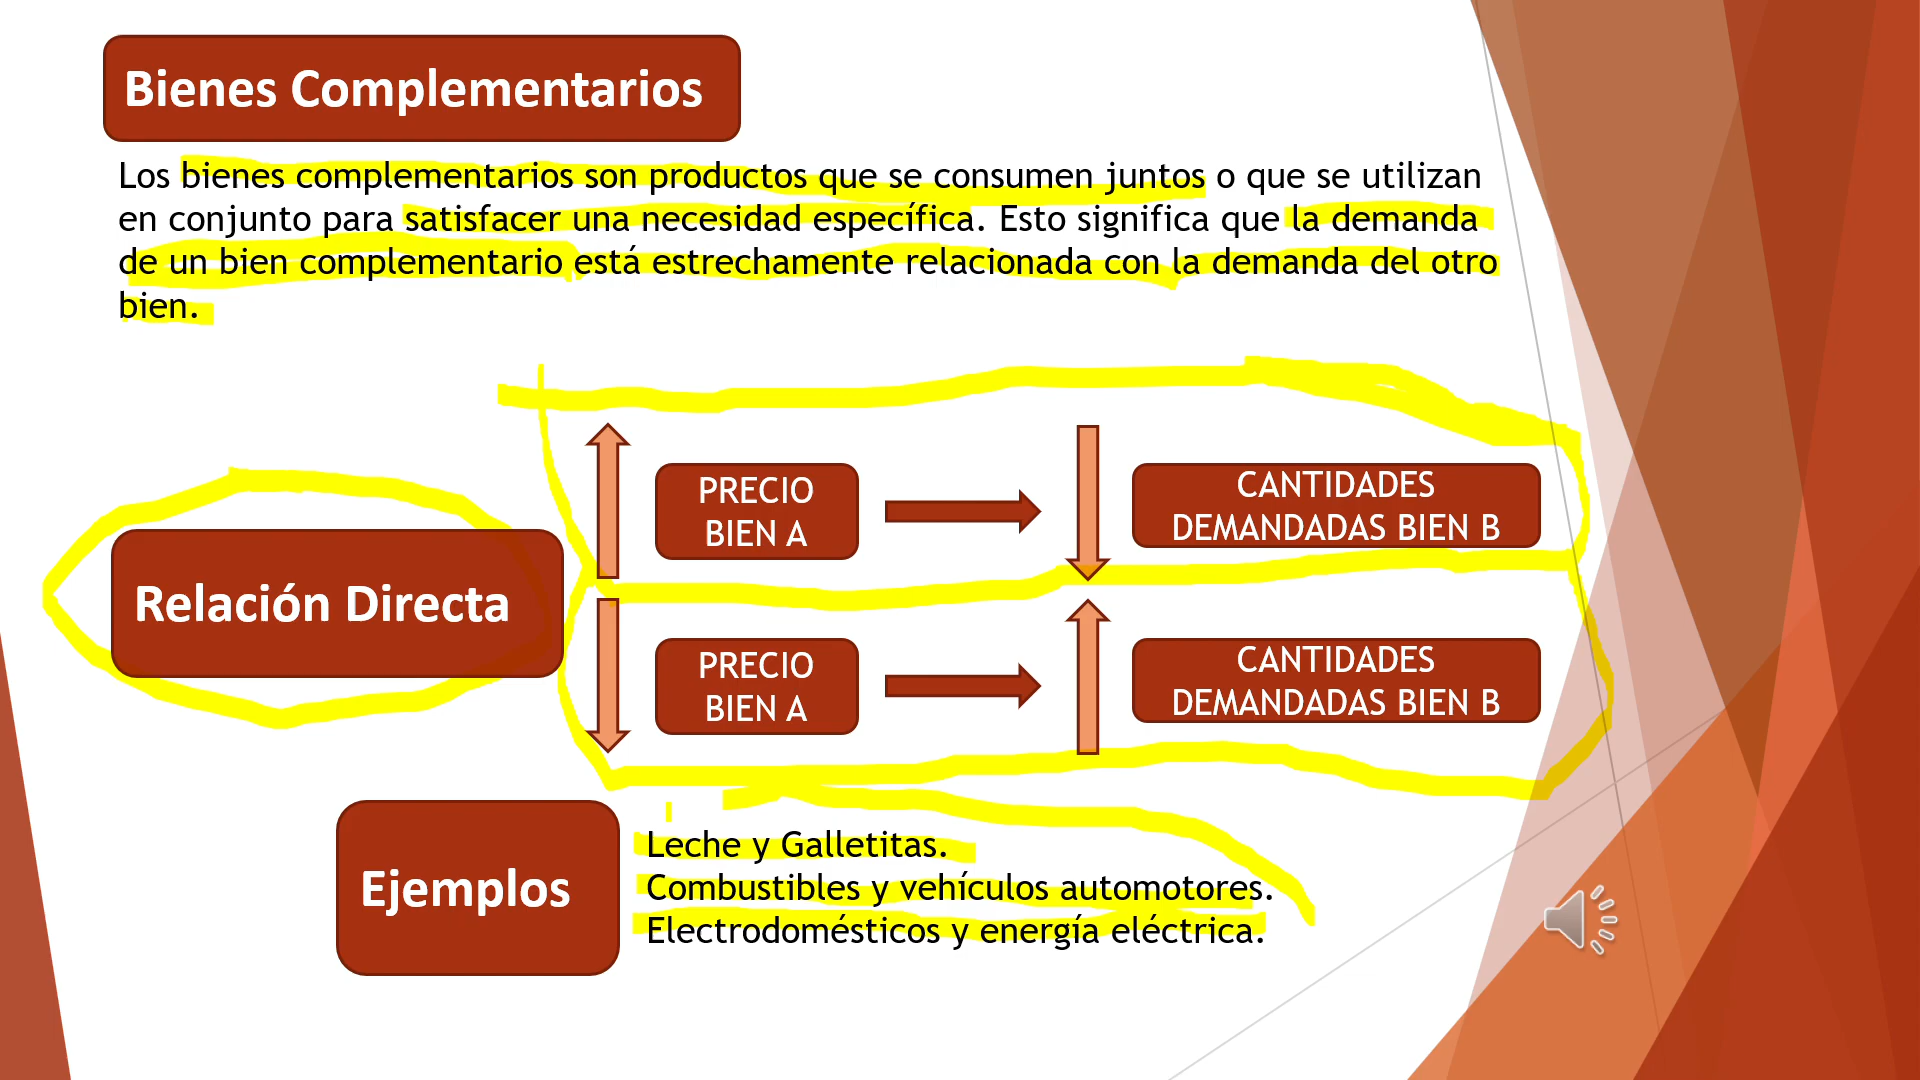 Bienes Complementarios
Los bienes complementarios son productos que se consumen juntos o que se utilizan
en conjunto para satisfacer una necesidad específica. Esto significa que la demanda
de un bien complementario está estrechamente relacionada con la demanda del otro
bien.
PRECIO
BIEN A
CANTIDADES
DEMANDADAS BIEN B
Relación Directa
PRECIO
BIEN A
CANTIDADES
DEMANDADAS BIEN B
Ejemplos
Leche y Galletitas.
Combustibles y vehículos automotores.
Electrodomésticos y energía eléctrica.